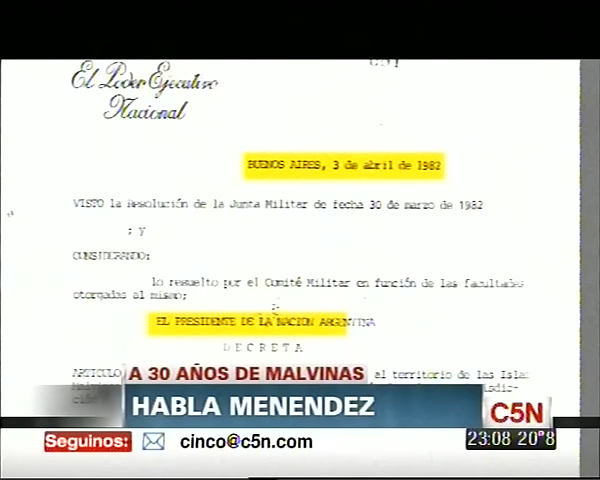 El Poder Ejecutivo
Nacional
BUENOS AIRES, 3 de abril de 1982
VISTO la Resolución de la Junta Militar de fecha 30 de marzo de 1982
; y
CONSIDERANDO:
lo resuelto por el Comité Militar en función de las facultades
otorgadas al mismo;
EL PRESIDENTE DE LA NACION ARGENTINA
DECRETA
al territorio de las Islas
A 30 AÑOS DE MALVINAS
HABLA MENENDEZ
C5N
Seguinos: cinco@c5n.com
23:08 20°8